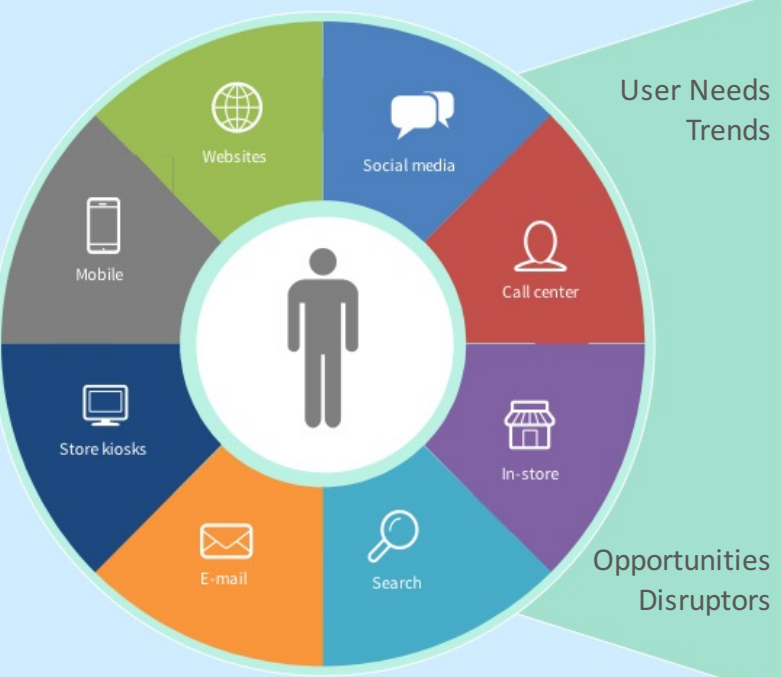 User Needs
Trends
Websites
Social media
Mobile
Call center
Store kiosks
In-store
E-mail
Search
Opportunities
Disruptors